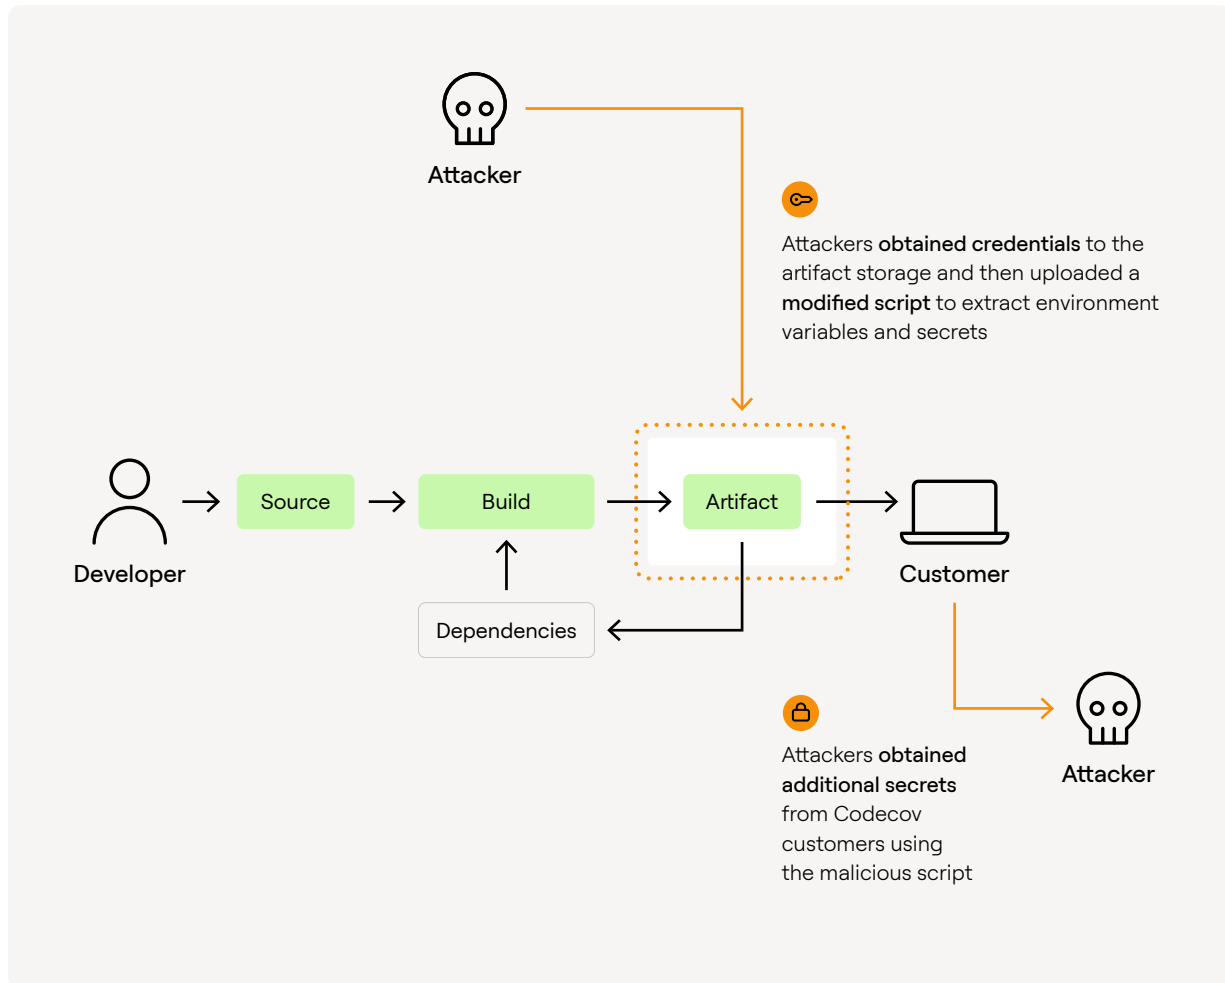 Attacker
Attackers obtained credentials to the
artifact storage and then uploaded a
modified script to extract environment
variables and secrets
Source
Build
Artifact
Developer
Customer
Dependencies
Attackers obtained
additional secrets
from Codecov
customers using
the malicious script
Attacker